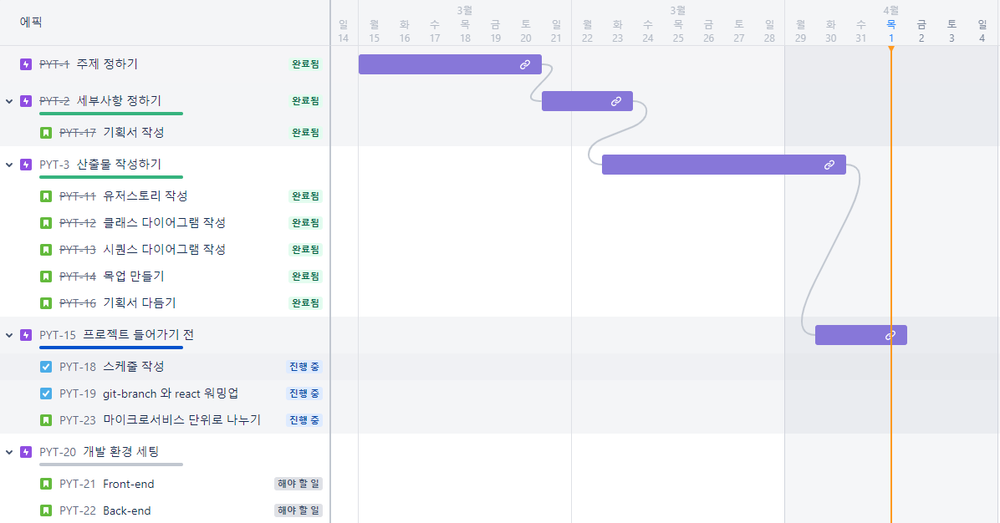 에픽
3월 3월 4월
일 월 화 수 목 금 토 일 월 화 수 목 금 토 일 월 화 수 목 금 토 일
14 15 16 17 18 19 20 21 22 23 24 25 26 27 28 29 30 31 1 2 3 4
PYT-1 주제 정하기 완료됨
PYT-2 세부사항 정하기 완료됨
PYT-17 기획서 작성 완료됨
PYT-3 산출물 작성하기
PYT-11 유저스토리 작성 완료됨
PYT-12 클래스 다이어그램 작성 완료됨
PYT-13 시퀀스 다이어그램 작성 완료됨
PYT-14 목업 만들기 완료됨
PYT-16 기획서 다듬기 완료됨
PYT-15 프로젝트 들어가기 전
PYT-18 스케줄 작성 진행 중
PYT-19 git-branch 와 react 워밍업 진행 중
PYT-23 마이크로서비스 단위로 나누기 진행 중
PYT-20 개발 환경 세팅
PYT-21 Front-end 해야 할 일
PYT-22 Back-end 해야 할 일